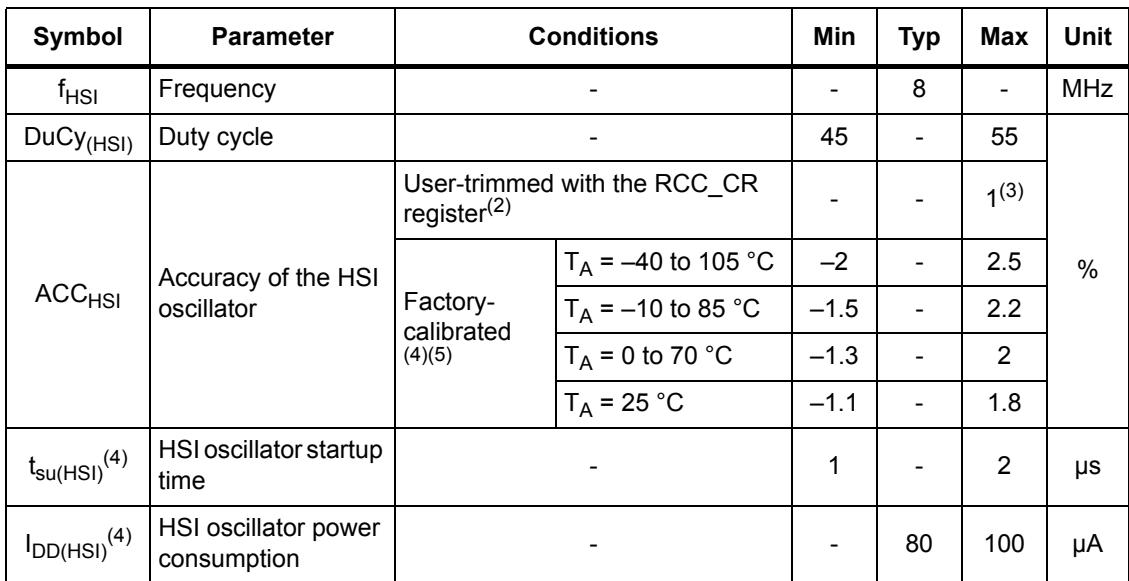 Symbol Parameter Conditions Min Typ Max Unit
fHSI Frequency - - 8 - MHz
DuCy(HSI) Duty cycle - 45 - 55 %
ACCHSI Accuracy of the HSI oscillator User-trimmed with the RCC_CR register(2) - - 1(3)
Factory-calibrated (4)(5) TA = –40 to 105 °C –2 - 2.5
TA = –10 to 85 °C –1.5 - 2.2
TA = 0 to 70 °C –1.3 - 2
TA = 25 °C –1.1 - 1.8
tsu(HSI)(4) HSI oscillator startup time - 1 - 2 µs
IDD(HSI)(4) HSI oscillator power consumption - - 80 100 µA